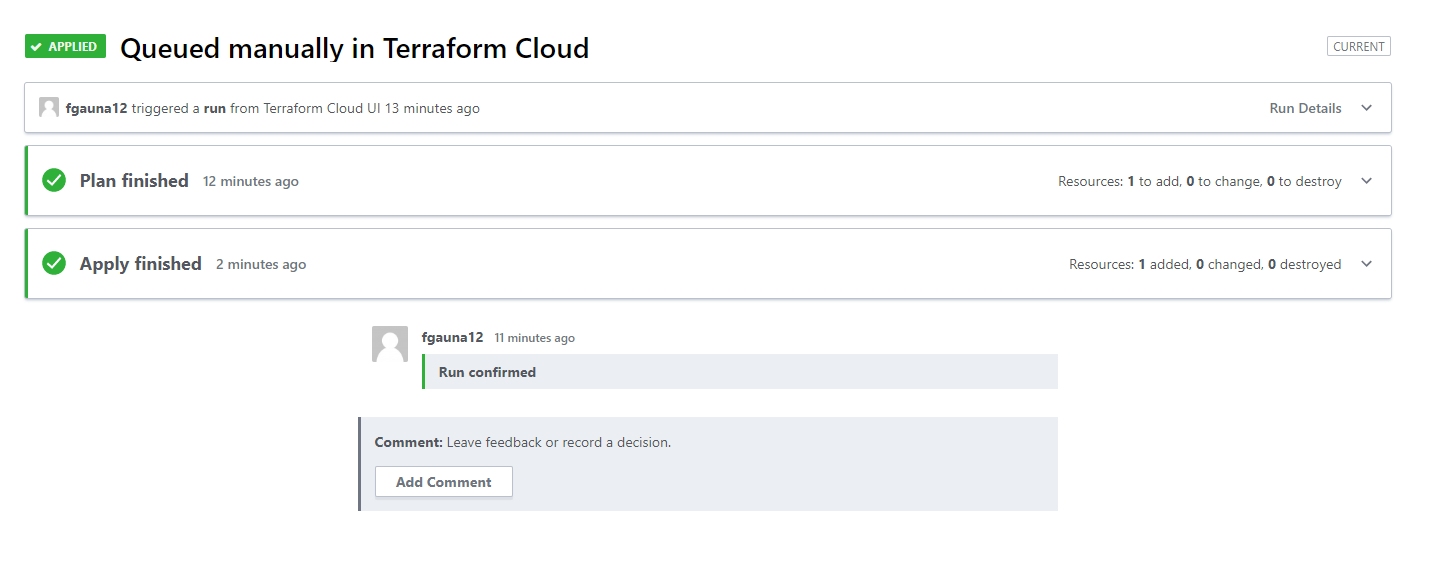 APPLIED Queued manually in Terraform Cloud CURRENT
fgauna12 triggered a run from Terraform Cloud UI 13 minutes ago Run Details
Plan finished 12 minutes ago Resources: 1 to add, 0 to change, 0 to destroy
Apply finished 2 minutes ago Resources: 1 added, 0 changed, 0 destroyed
fgauna12 11 minutes ago
Run confirmed
Comment: Leave feedback or record a decision.
Add Comment